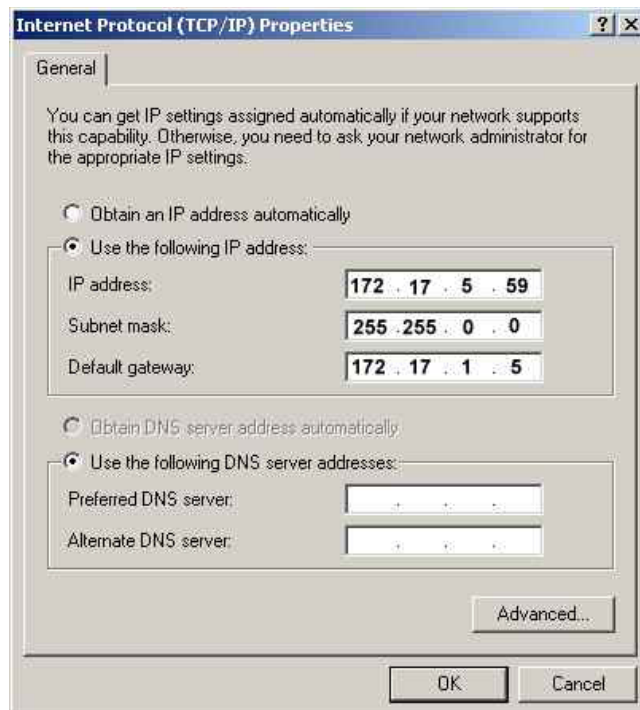 Internet Protocol (TCP/IP) Properties
General
You can get IP settings assigned automatically if your network supports
this capability. Otherwise, you need to ask your network administrator for
the appropriate IP settings.
Obtain an IP address automatically
Use the following IP address:
IP address: 172 . 17 . 5 . 59
Subnet mask: 255 . 255 . 0 . 0
Default gateway: 172 . 17 . 1 . 5
Obtain DNS server address automatically
Use the following DNS server addresses:
Preferred DNS server: . . .
Alternate DNS server: . . .
Advanced...
OK Cancel